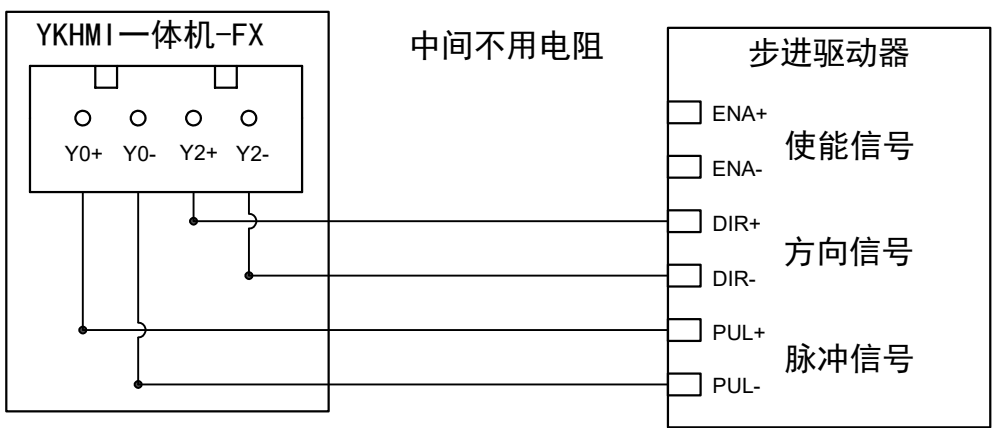 YKHMI一体机-FX
Y0+ Y0- Y2+ Y2-
中间不用电阻
步进驱动器
ENA+
使能信号
ENA-
DIR+
方向信号
DIR-
PUL+
脉冲信号
PUL-